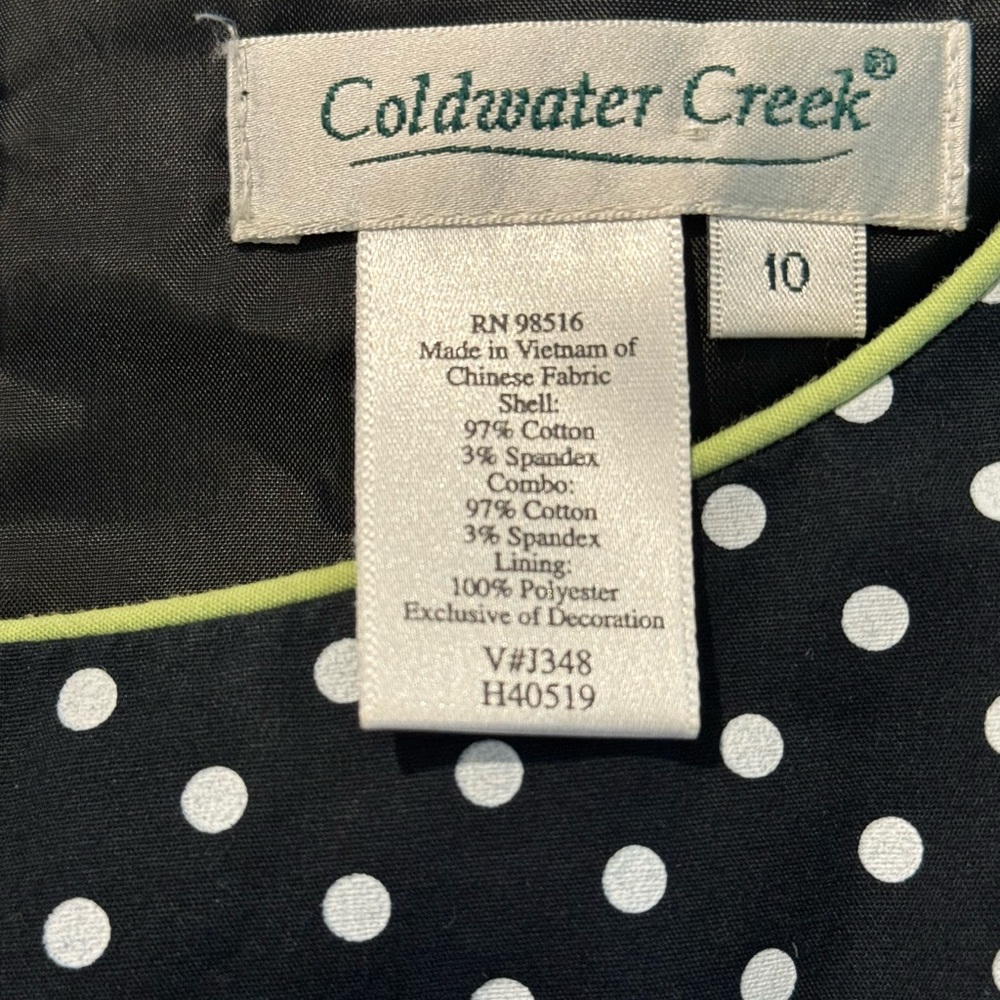 Coldwater Creek®
10
RN 98516
Made in Vietnam of
Chinese Fabric
Shell:
97% Cotton
3% Spandex
Combo:
97% Cotton
3% Spandex
Lining:
100% Polyester
Exclusive of Decoration
V#J348
H40519